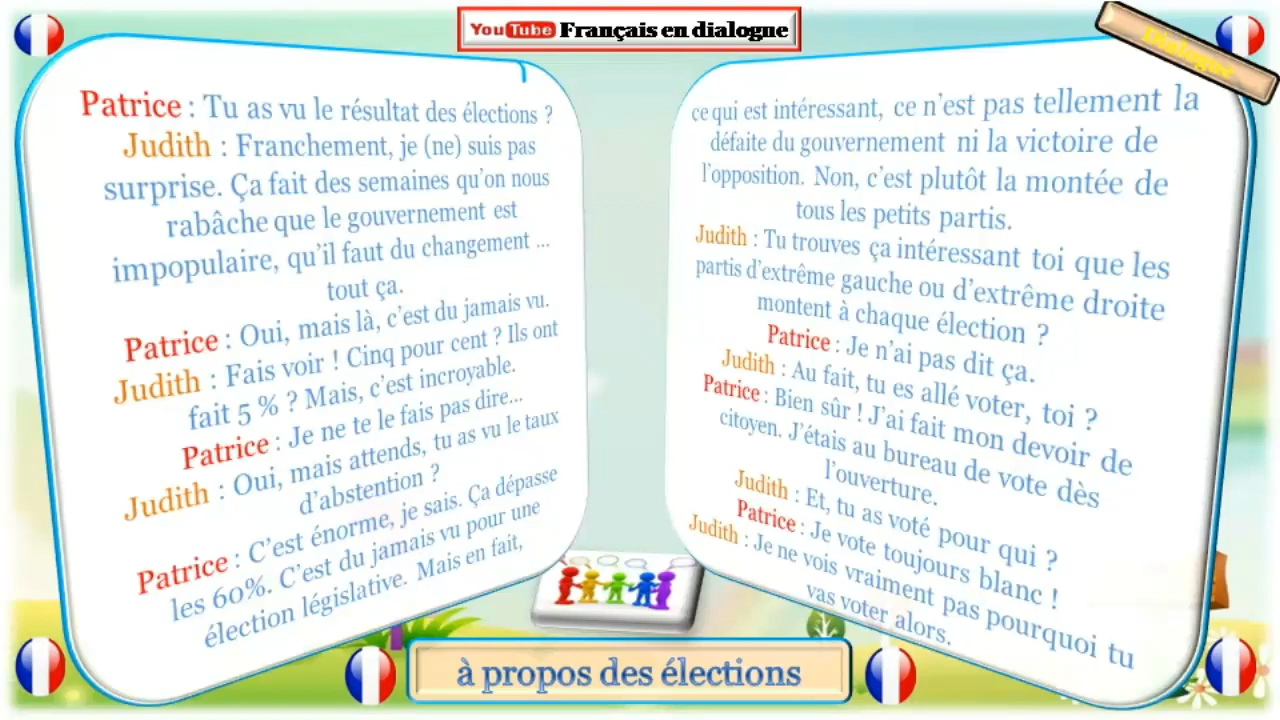 YouTube Français en dialogue
Dialogue
Patrice : Tu as vu le résultat des élections ?
Judith : Franchement, je (ne) suis pas
surprise. Ça fait des semaines qu'on nous
rabâche que le gouvernement est
impopulaire, qu'il faut du changement ...
tout ça.
Patrice : Oui, mais là, c'est du jamais vu.
Judith : Fais voir ! Cinq pour cent ? Ils ont
fait 5 % ? Mais, c'est incroyable.
Patrice : Je ne te le fais pas dire...
Judith : Oui, mais attends, tu as vu le taux
d'abstention ?
Patrice : C'est énorme, je sais. Ça dépasse
les 60%. C'est du jamais vu pour une
élection législative. Mais en fait,
ce qui est intéressant, ce n'est pas tellement la
défaite du gouvernement ni la victoire de
l'opposition. Non, c'est plutôt la montée de
tous les petits partis.
Judith : Tu trouves ça intéressant toi que les
partis d'extrême gauche ou d'extrême droite
montent à chaque élection ?
Patrice : Je n'ai pas dit ça.
Judith : Au fait, tu es allé voter, toi ?
Patrice : Bien sûr ! J'ai fait mon devoir de
citoyen. J'étais au bureau de vote dès
l'ouverture.
Judith : Et, tu as voté pour qui ?
Patrice : Je vote toujours blanc !
Judith : Je ne vois vraiment pas pourquoi tu
vas voter alors.
à propos des élections